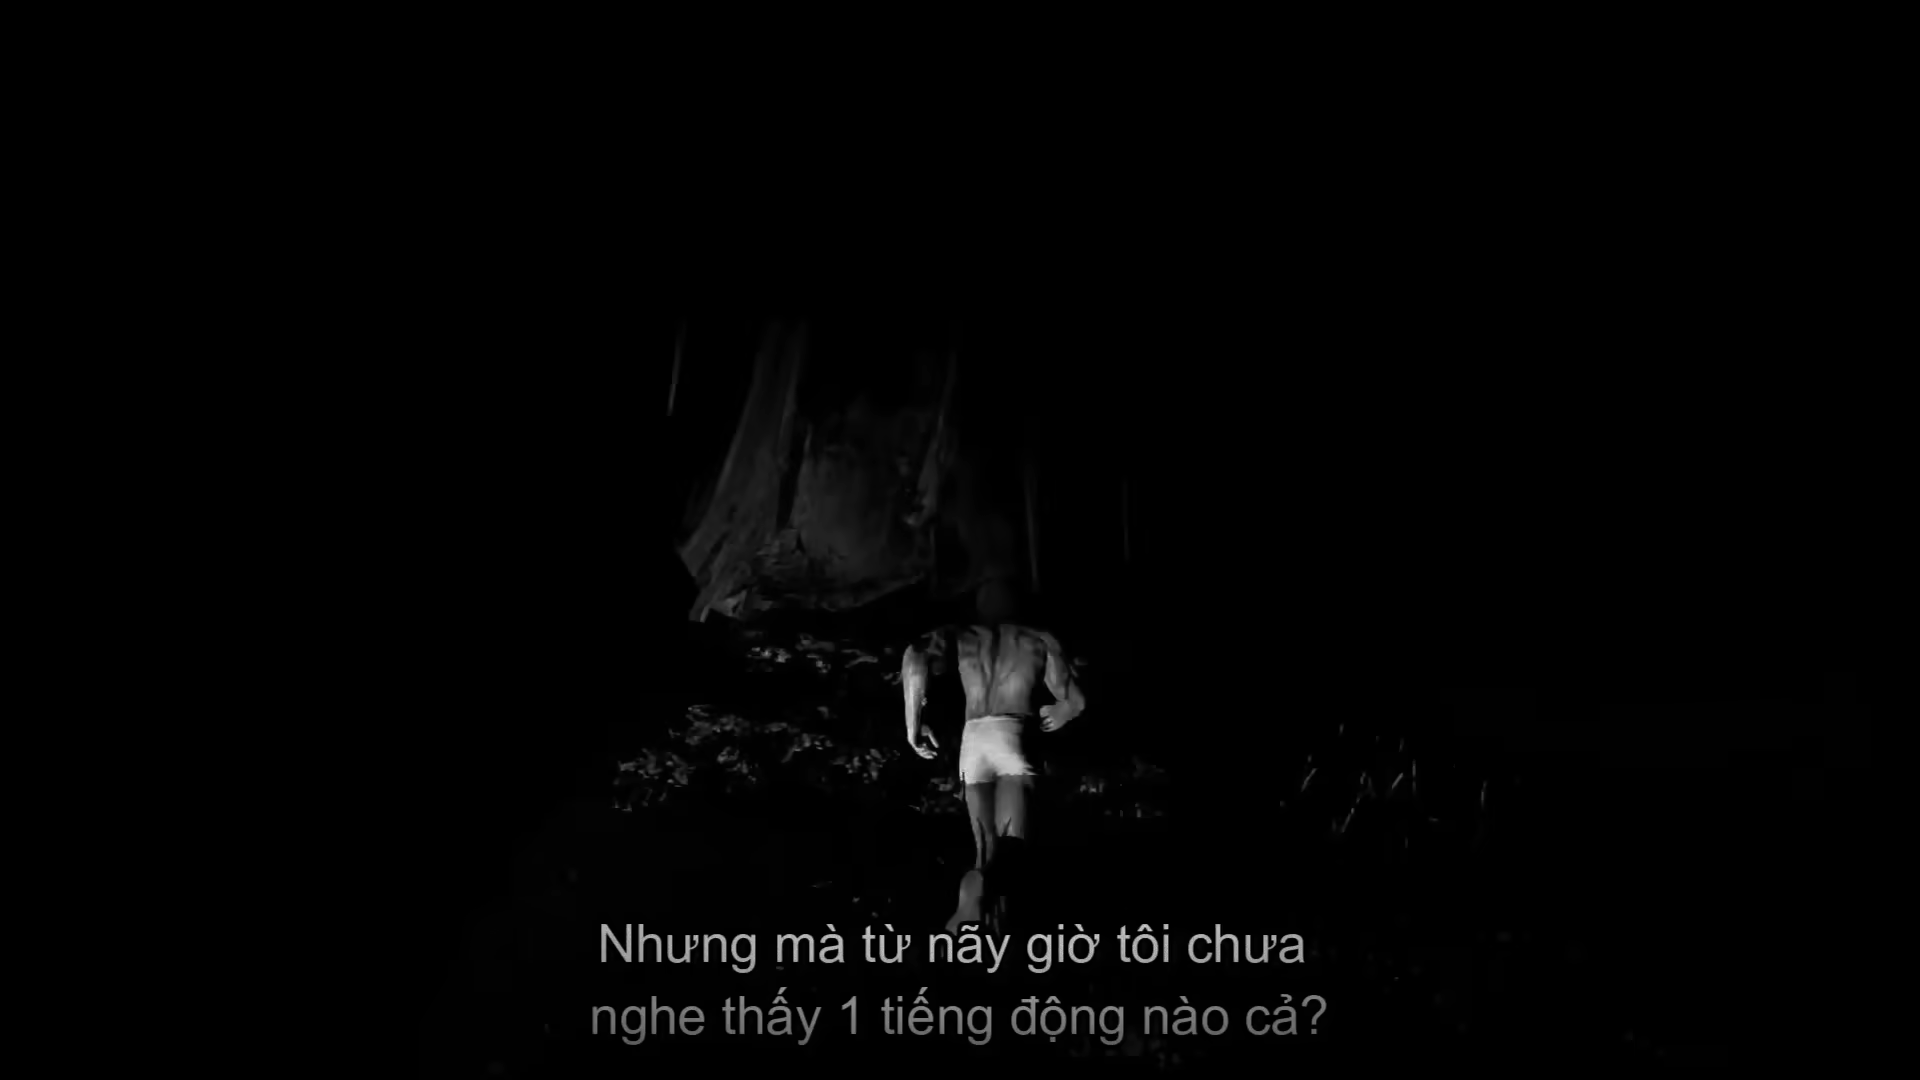 Nhưng mà từ nãy giờ tôi chưa
nghe thấy 1 tiếng động nào cả?